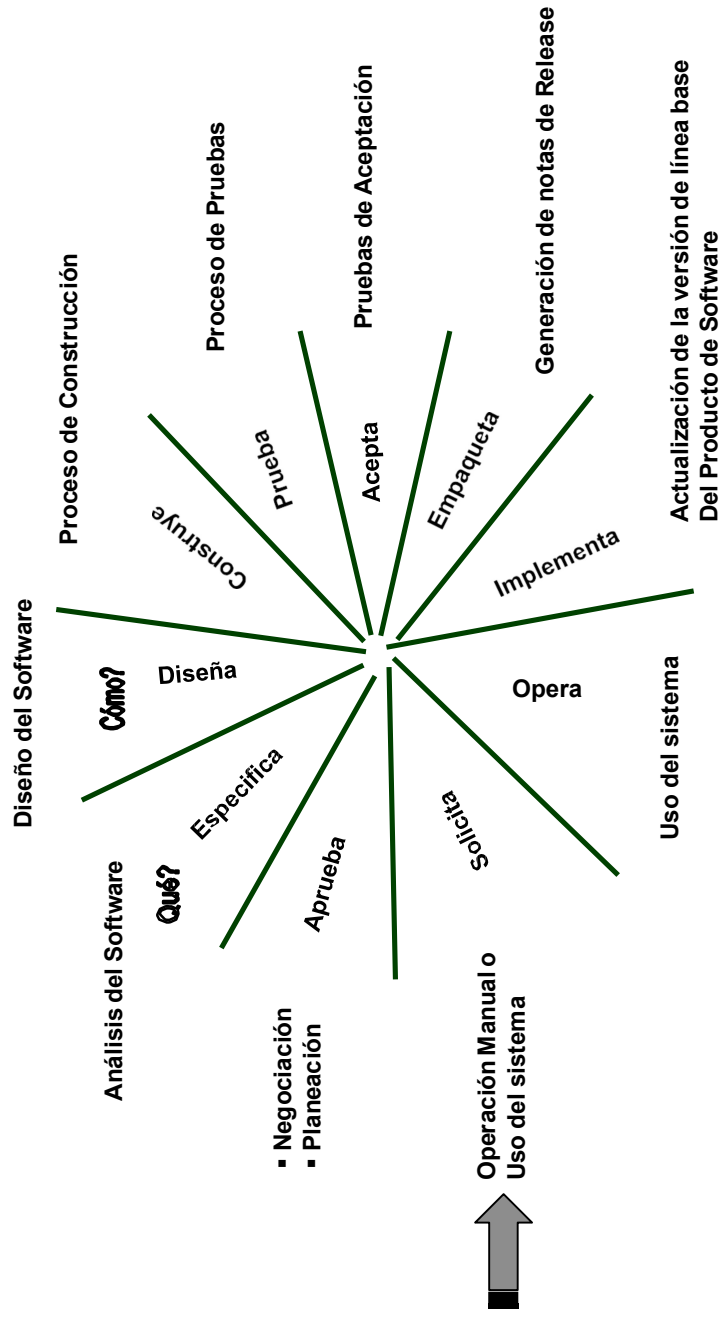 Diseño del Software
Proceso de Construcción
Proceso de Pruebas
Pruebas de Aceptación
Generación de notas de Release
Actualización de la versión de línea base
Del Producto de Software
Uso del sistema
Operación Manual o
Uso del sistema
▪ Negociación
▪ Planeación
Análisis del Software
Qué?
Cómo?
Solicita
Aprueba
Especifica
Diseña
Construye
Prueba
Acepta
Empaqueta
Implementa
Opera